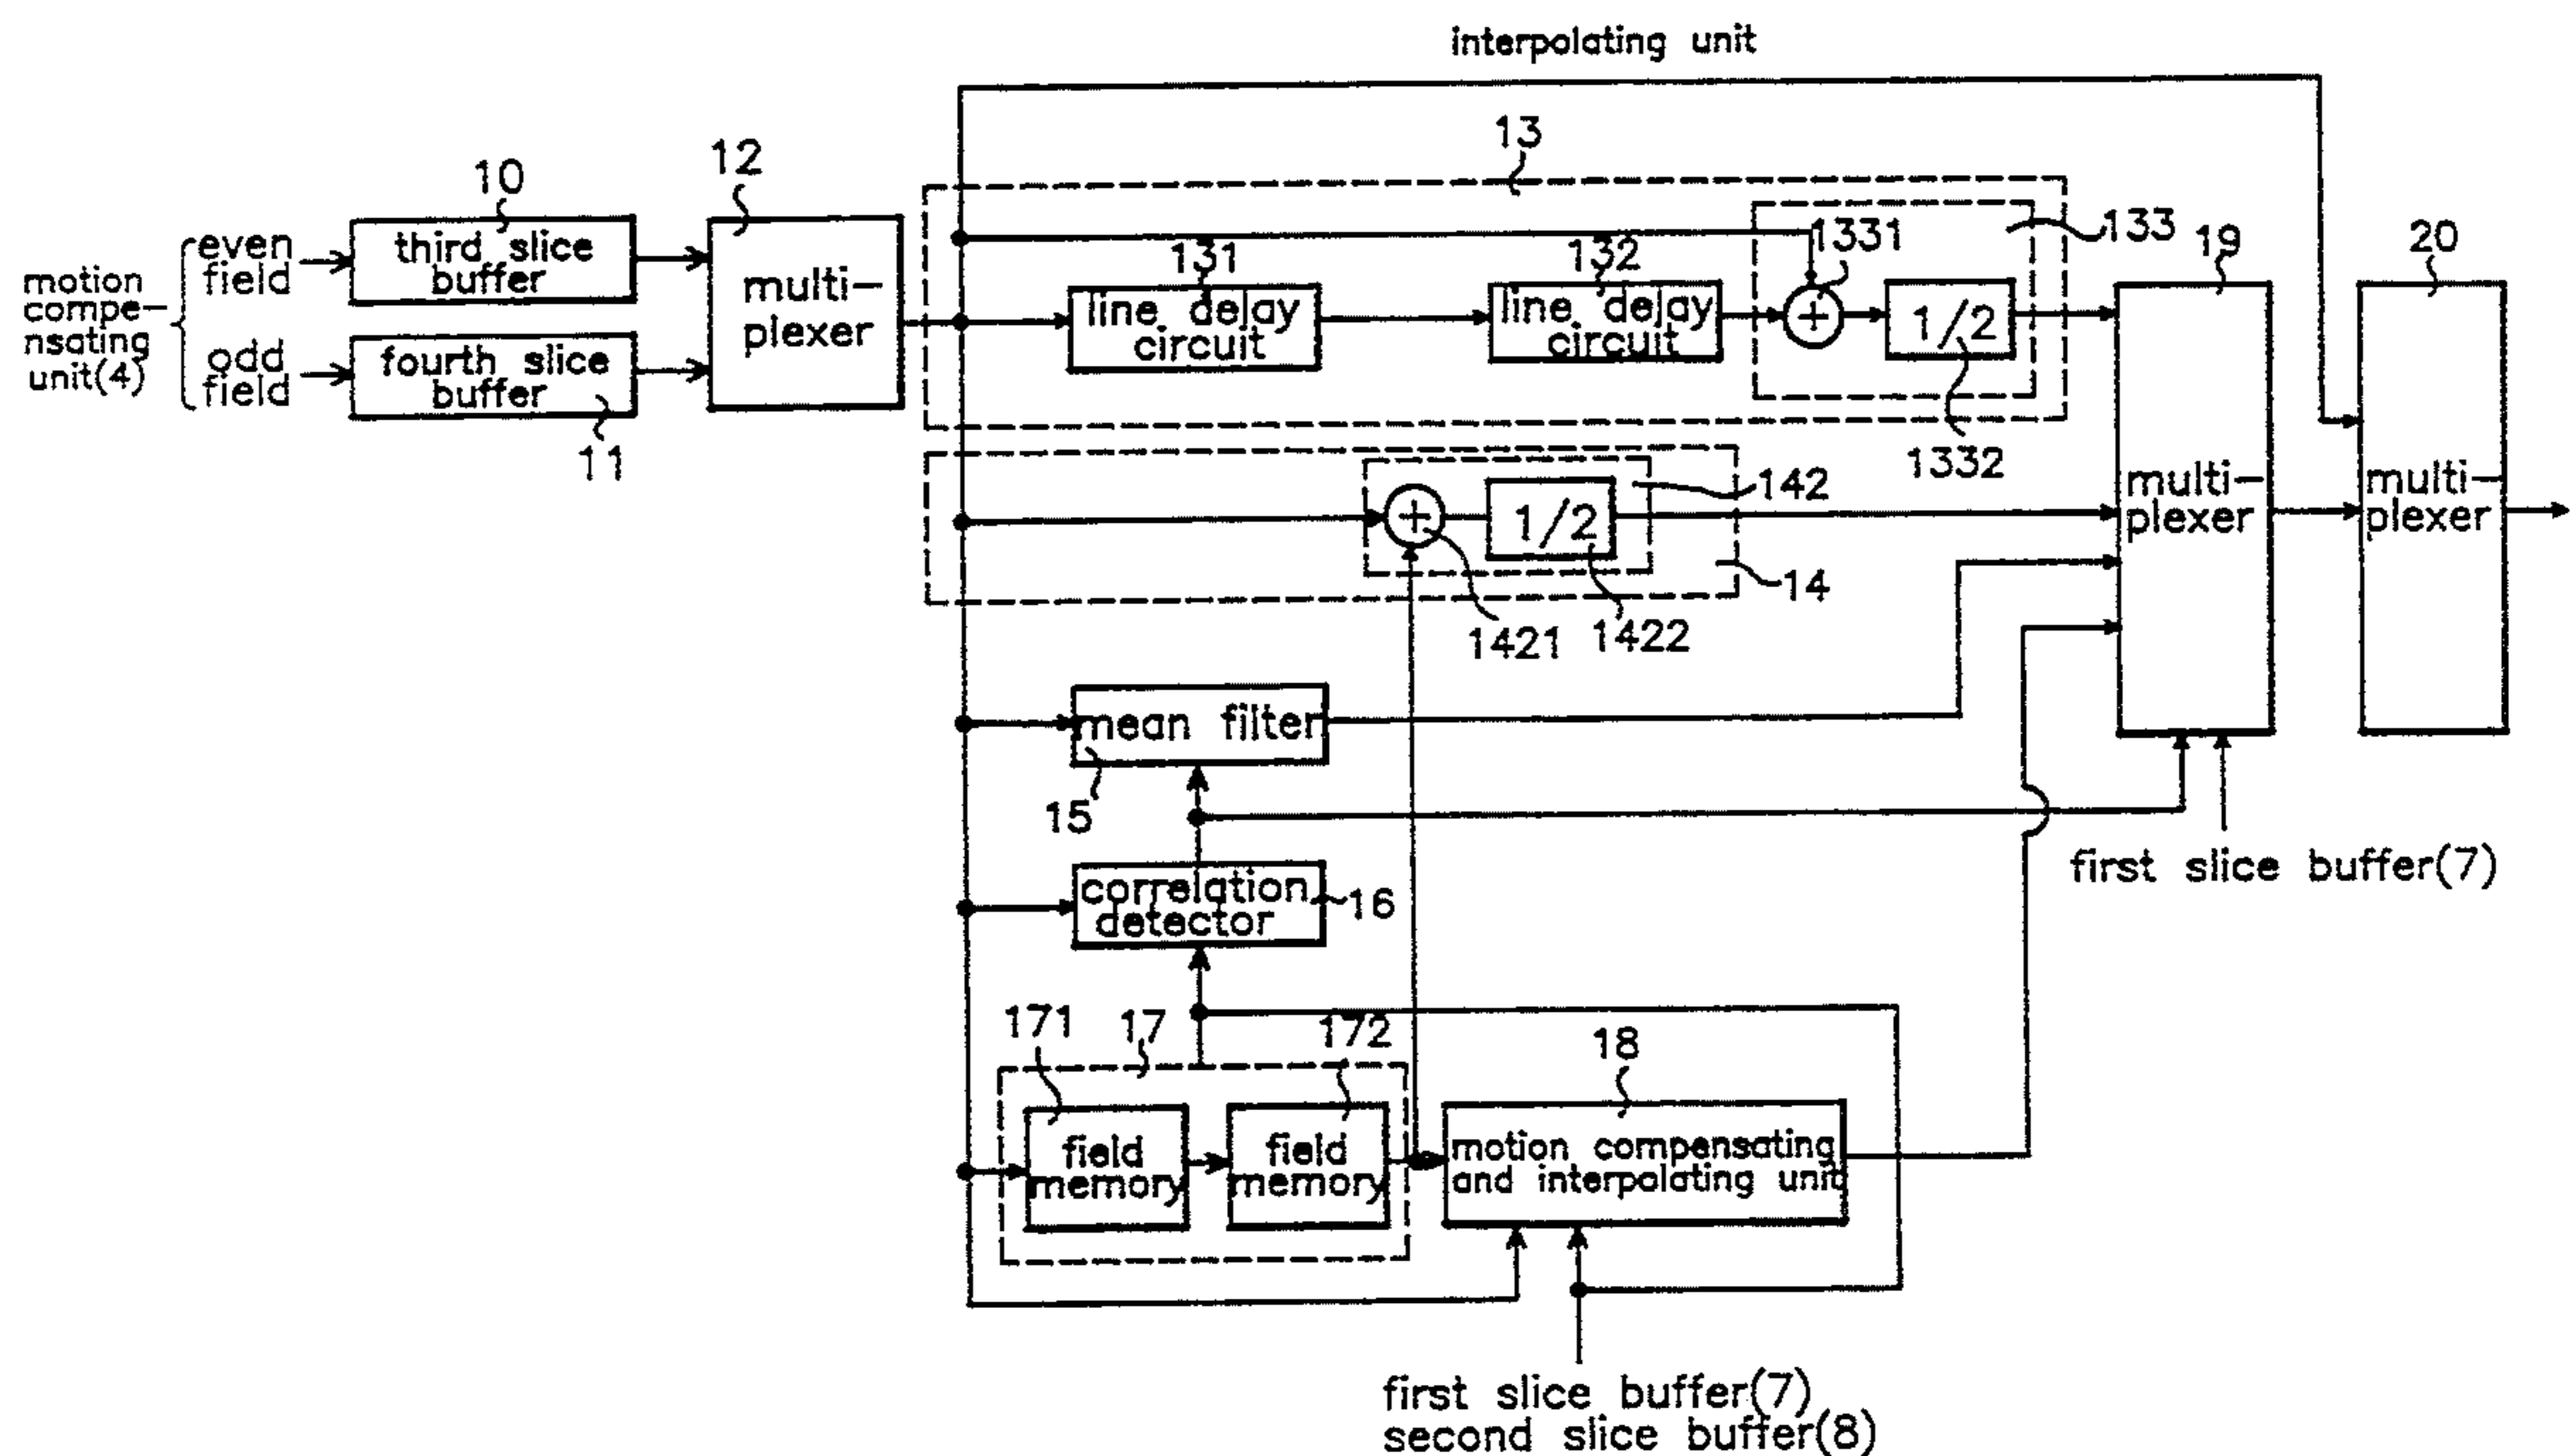 interpolating unit
motion
compe-
nsating
unit(4)
even
field
odd
field
10
third slice
buffer
fourth slice
buffer
11
12
multi-
plexer
13
131
line delay
circuit
132
line delay
circuit
133
1331
+
1/2
1332
142
+
1/2
14
1421
1422
19
multi-
plexer
20
multi-
plexer
mean filter
15
correlation
detector
16
first slice buffer(7)
171
17
172
field
memory
field
memory
18
motion compensating
and interpolating unit
first slice buffer(7)
second slice buffer(8)